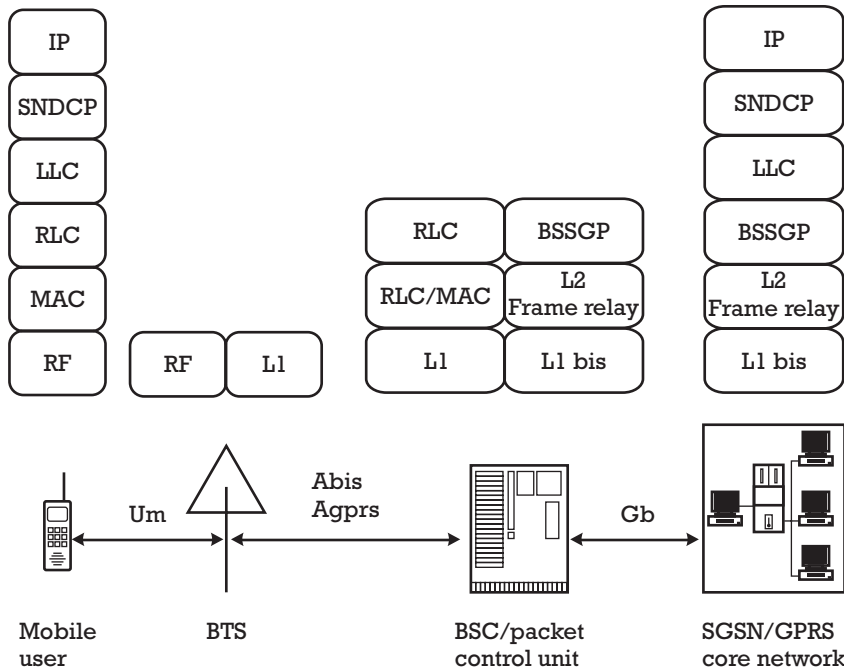 IP
SNDCP
LLC
RLC
MAC
RF
RF
L1
RLC
RLC/MAC
L1
BSSGP
L2
Frame relay
L1 bis
IP
SNDCP
LLC
BSSGP
L2
Frame relay
L1 bis
Um
Abis
Agprs
Gb
Mobile
user
BTS
BSC/packet
control unit
SGSN/GPRS
core network